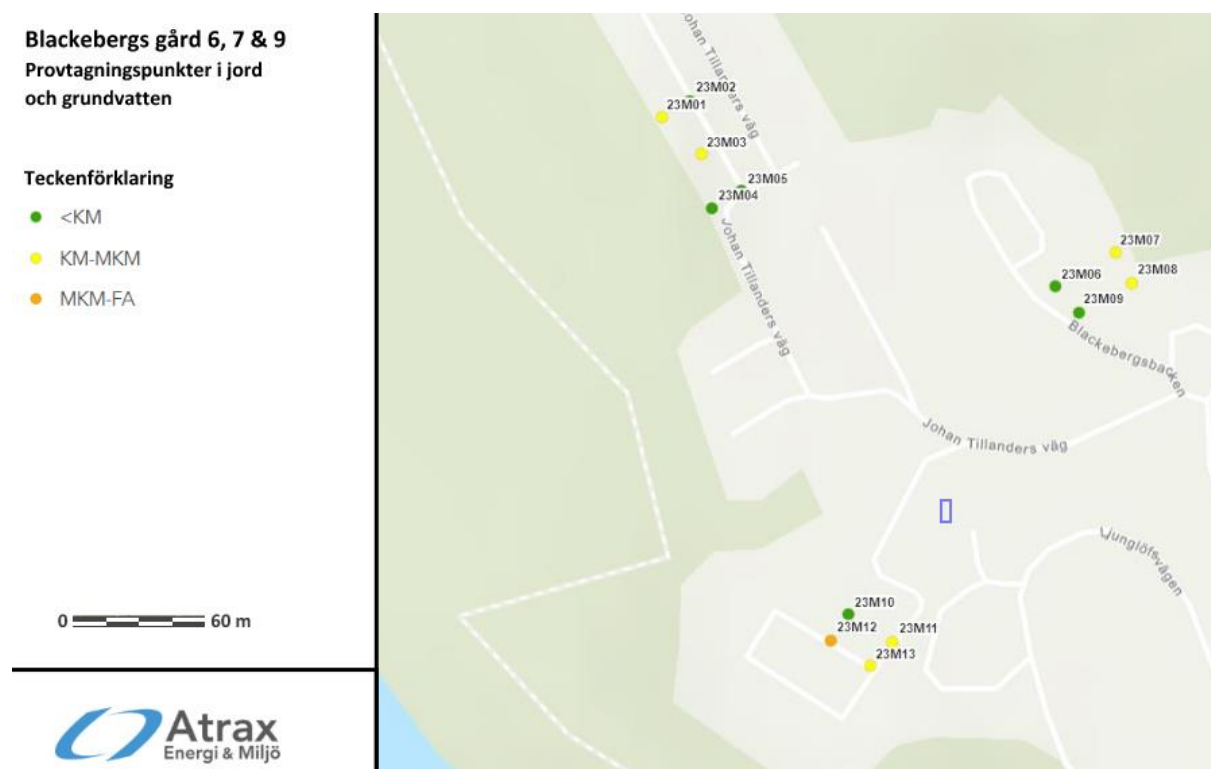 Blackebergs gård 6, 7 & 9
Provtagningspunkter i jord
och grundvatten
Teckenförklaring
<KM
KM-MKM
MKM-FA
0 60 m
Atrax
Energi & Miljö
Johan Tillanders väg
23M02
23M01
23M03
23M05
23M04
Johan Tillanders väg
23M07
23M06
23M08
23M09
Blackebergsbacken
Johan Tillanders väg
Ljunglöfsvägen
23M10
23M12
23M11
23M13